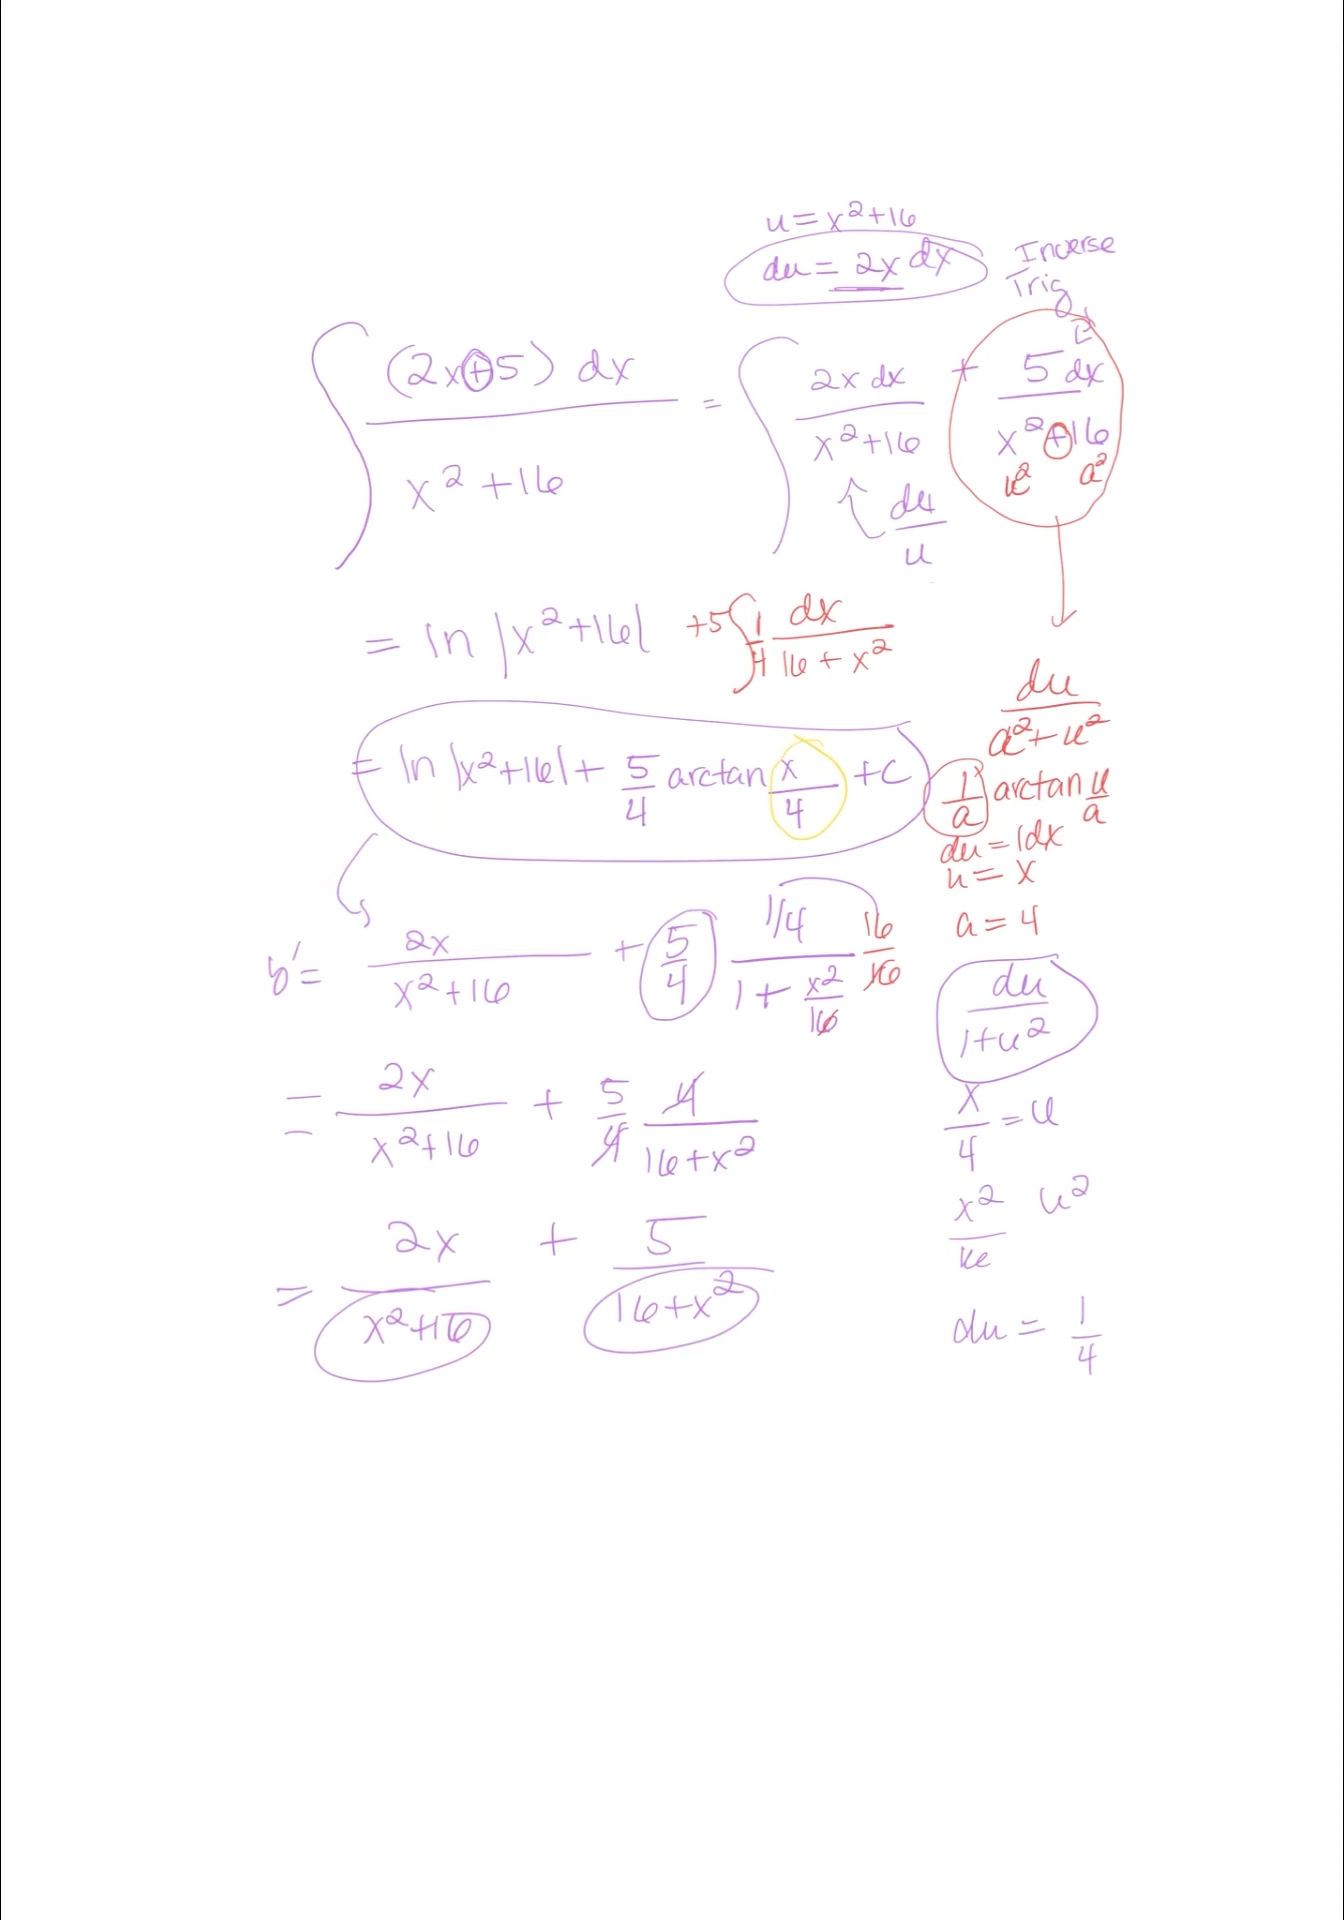 u = x² + 16
du = 2x dx
Inverse
Trig
∫ (2x + 5) dx / x² + 16 = ∫ 2x dx / x² + 16 + 5 dx / x² + 16
u² a²
du / u
= ln |x² + 16| + 5 ∫ 1/4 dx / 16 + x²
du / a² + u²
= ln |x² + 16| + 5/4 arctan x/4 + C
1/a arctan u/a
du = 1dx
u = x
a = 4
y' = 2x / x² + 16 + 5/4 1/4 / 1 + x²/16 16/16
du / 1 + u²
= 2x / x² + 16 + 5/4 4 / 16 + x²
x/4 = u
x²/16 u²
= 2x / x² + 16 + 5 / 16 + x²
du = 1/4